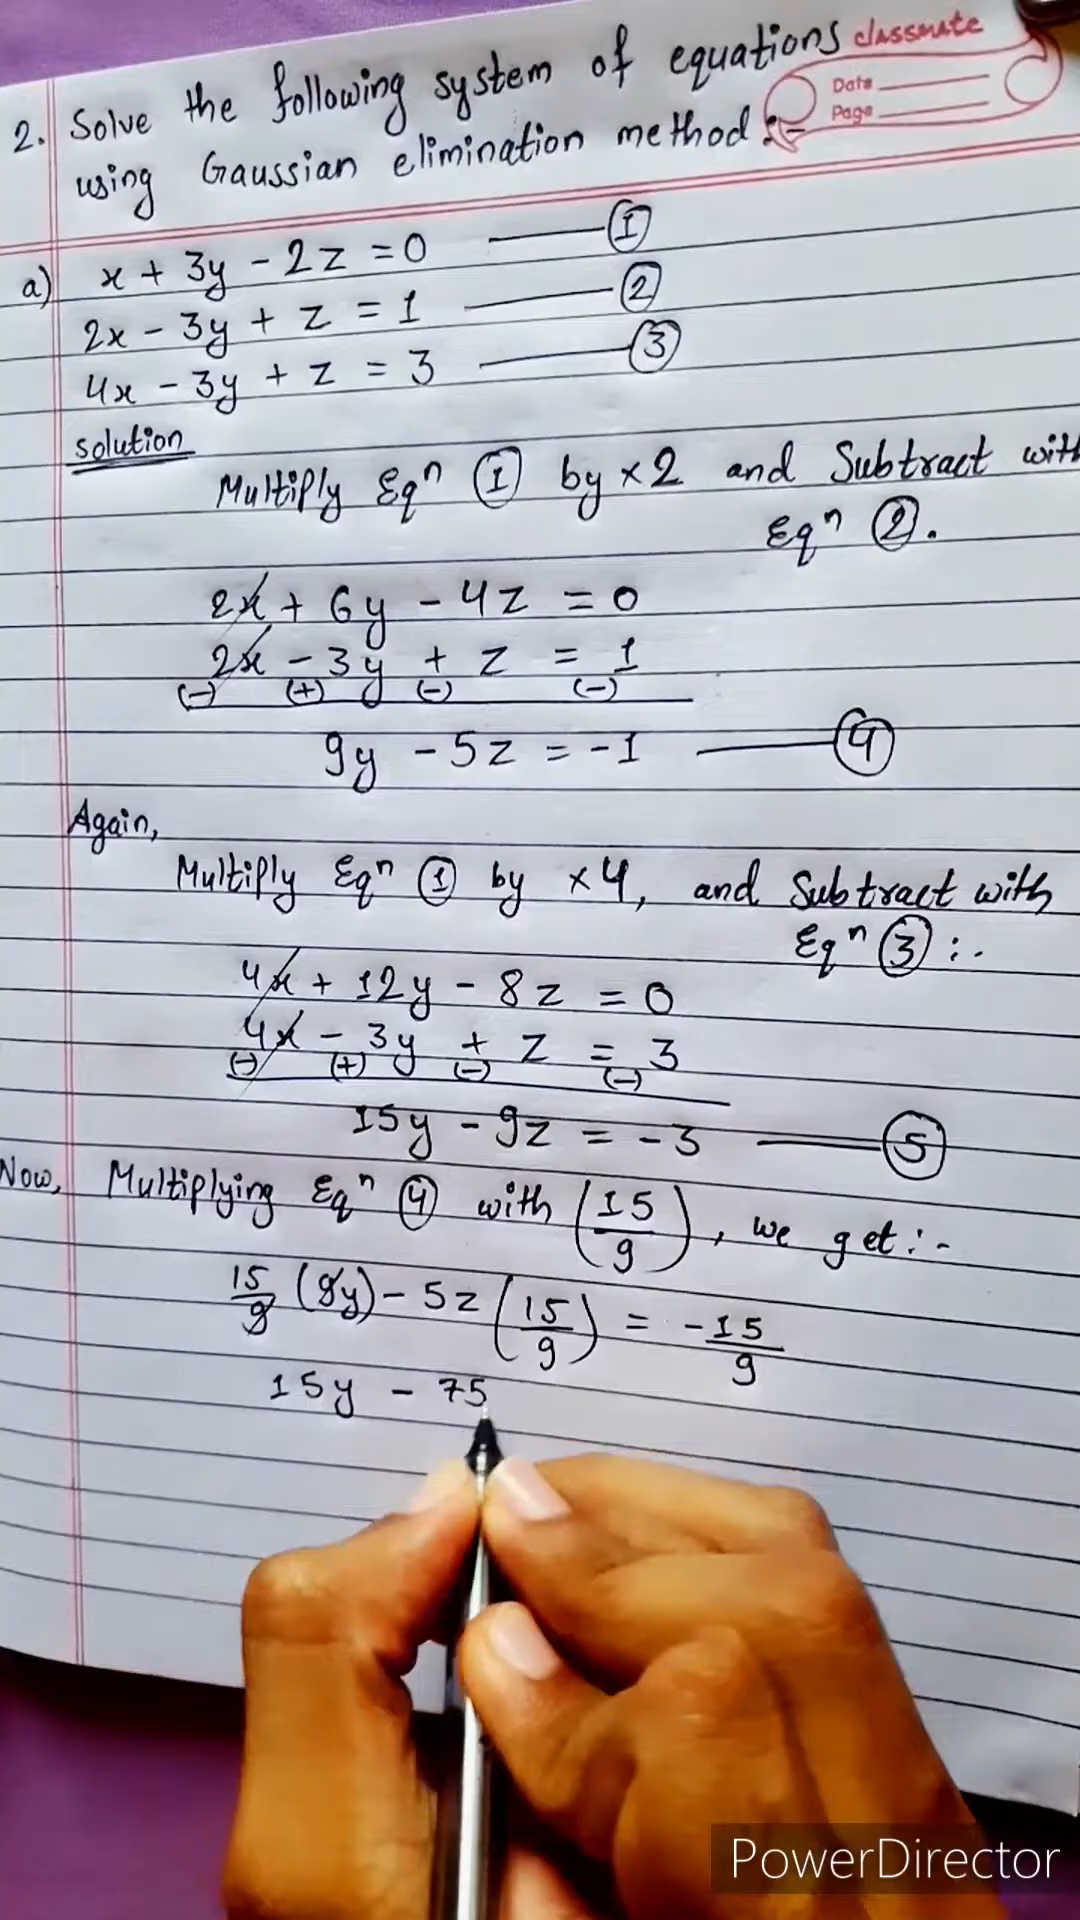 classmate
Date
Page
2. Solve the following system of equations
using Gaussian elimination method :-
a) x + 3y - 2z = 0 ——— ①
2x - 3y + z = 1 ——— ②
4x - 3y + z = 3 ——— ③
solution
Multiply Eqⁿ ① by ×2 and Subtract with
Eqⁿ ②.
2x + 6y - 4z = 0
2x - 3y + z = 1
(-) (+) (-) (-)
9y - 5z = -1 ——— ④
Again,
Multiply Eqⁿ ① by ×4, and Subtract with
Eqⁿ ③ :-
4x + 12y - 8z = 0
4x - 3y + z = 3
(-) (+) (-) (-)
15y - 9z = -3 ——— ⑤
Now, Multiplying Eqⁿ ④ with (15/9), we get :-
15/9 (9y) - 5z (15/9) = -15/9
15y - 75
PowerDirector